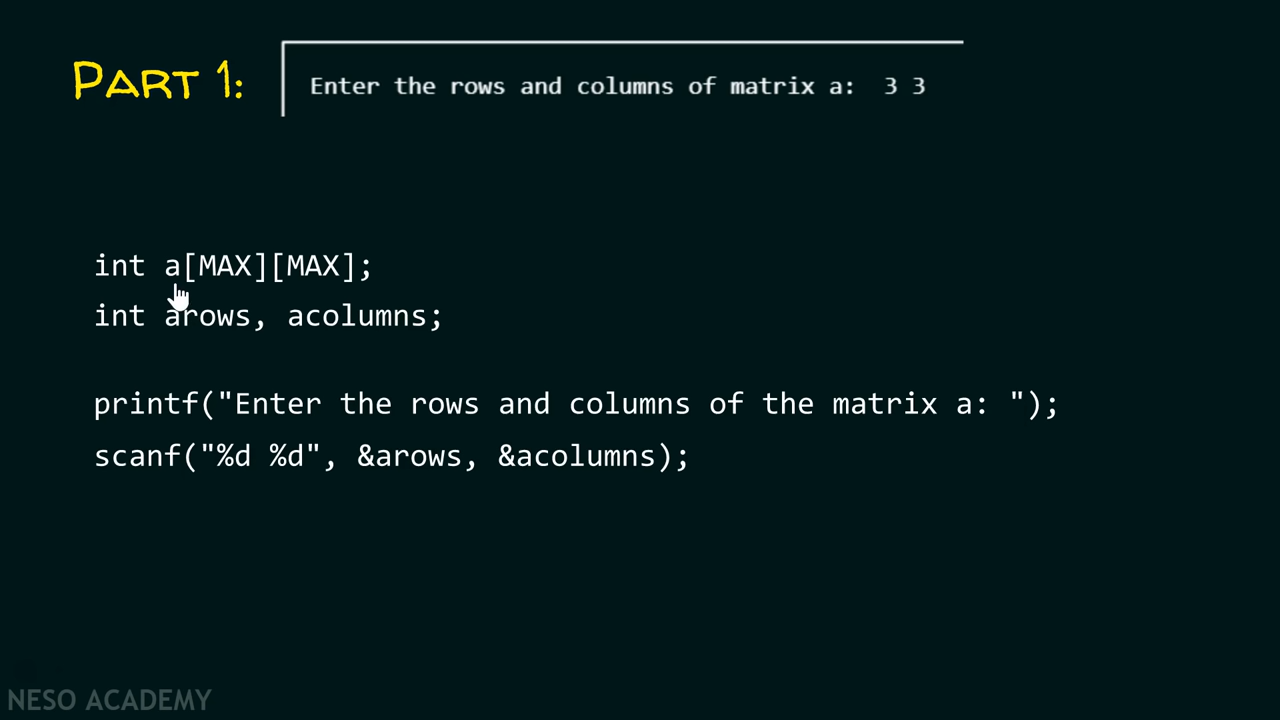 PART 1:
Enter the rows and columns of matrix a: 3 3
int a[MAX][MAX];
int arows, acolumns;
printf("Enter the rows and columns of the matrix a: ");
scanf("%d %d", &arows, &acolumns);
NESO ACADEMY